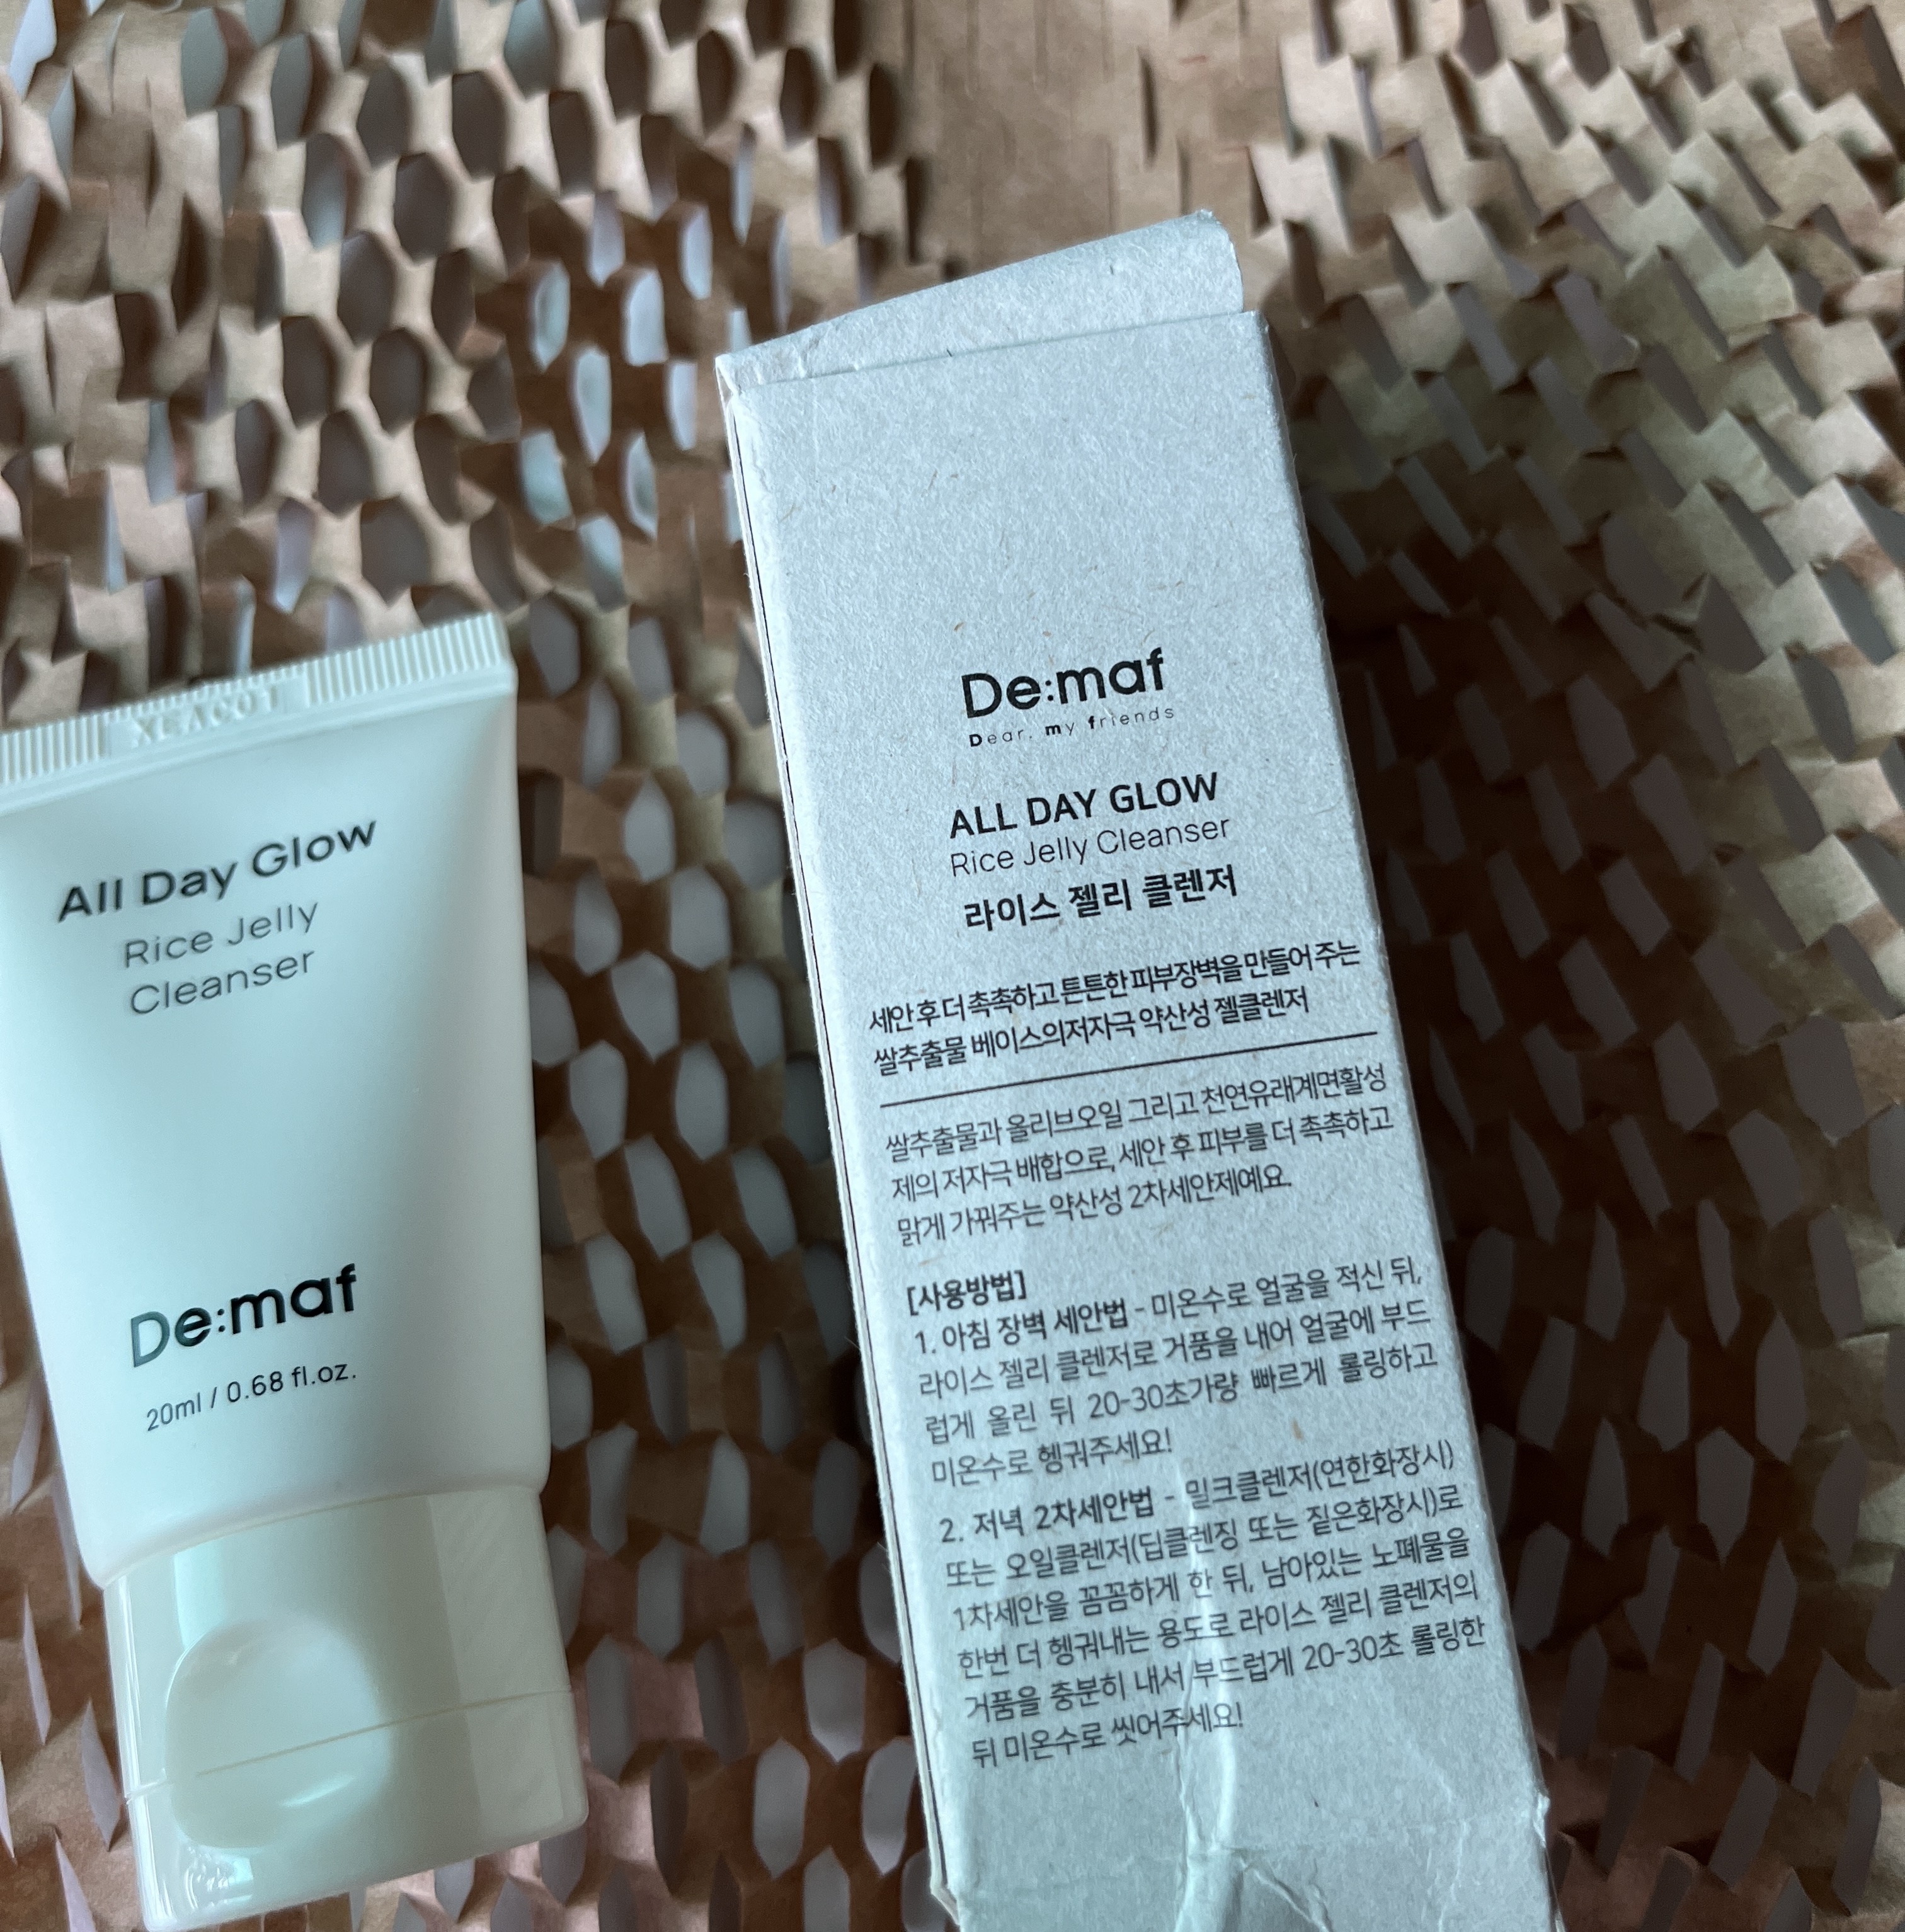 All Day Glow
Rice Jelly
Cleanser
De:maf
20ml / 0.68 fl.oz.
De:maf
Dear. my friends
ALL DAY GLOW
Rice Jelly Cleanser
라이스 젤리 클렌저
세안 후 더 촉촉하고 튼튼한 피부장벽을 만들어 주는
쌀추출물 베이스의저자극 약산성 젤클렌저
쌀추출물과 올리브오일 그리고 천연유래계면활성
제의 저자극 배합으로, 세안 후 피부를 더 촉촉하고
맑게 가꿔주는 약산성 2차세안제예요.
[사용방법]
1. 아침 장벽 세안법 - 미온수로 얼굴을 적신 뒤,
라이스 젤리 클렌저로 거품을 내어 얼굴에 부드
럽게 올린 뒤 20-30초가량 빠르게 롤링하고
미온수로 헹궈주세요!
2. 저녁 2차세안법 - 밀크클렌저(연한화장시)
또는 오일클렌저(딥클렌징 또는 짙은화장시)로
1차세안을 꼼꼼하게 한 뒤, 남아있는 노폐물을
한번 더 헹궈내는 용도로 라이스 젤리 클렌저의
거품을 충분히 내서 부드럽게 20-30초 롤링한
뒤 미온수로 씻어주세요!